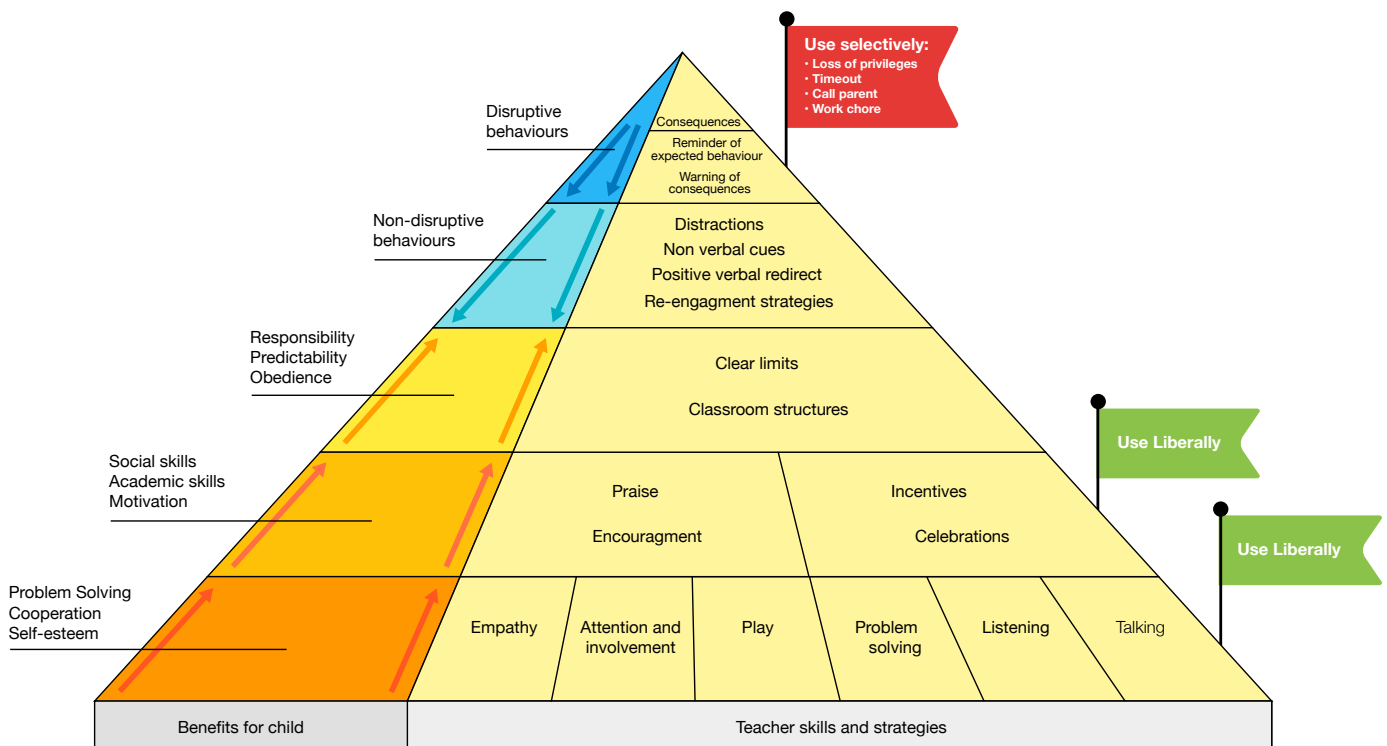 Use selectively:
• Loss of privileges
• Timeout
• Call parent
• Work chore
Disruptive
behaviours
Consequences
Reminder of
expected behaviour
Warning of
consequences
Non-disruptive
behaviours
Distractions
Non verbal cues
Positive verbal redirect
Re-engagment strategies
Responsibility
Predictability
Obedience
Clear limits
Classroom structures
Use Liberally
Social skills
Academic skills
Motivation
Praise
Encouragment
Incentives
Celebrations
Use Liberally
Problem Solving
Cooperation
Self-esteem
Empathy
Attention and
involvement
Play
Problem
solving
Listening
Talking
Benefits for child
Teacher skills and strategies